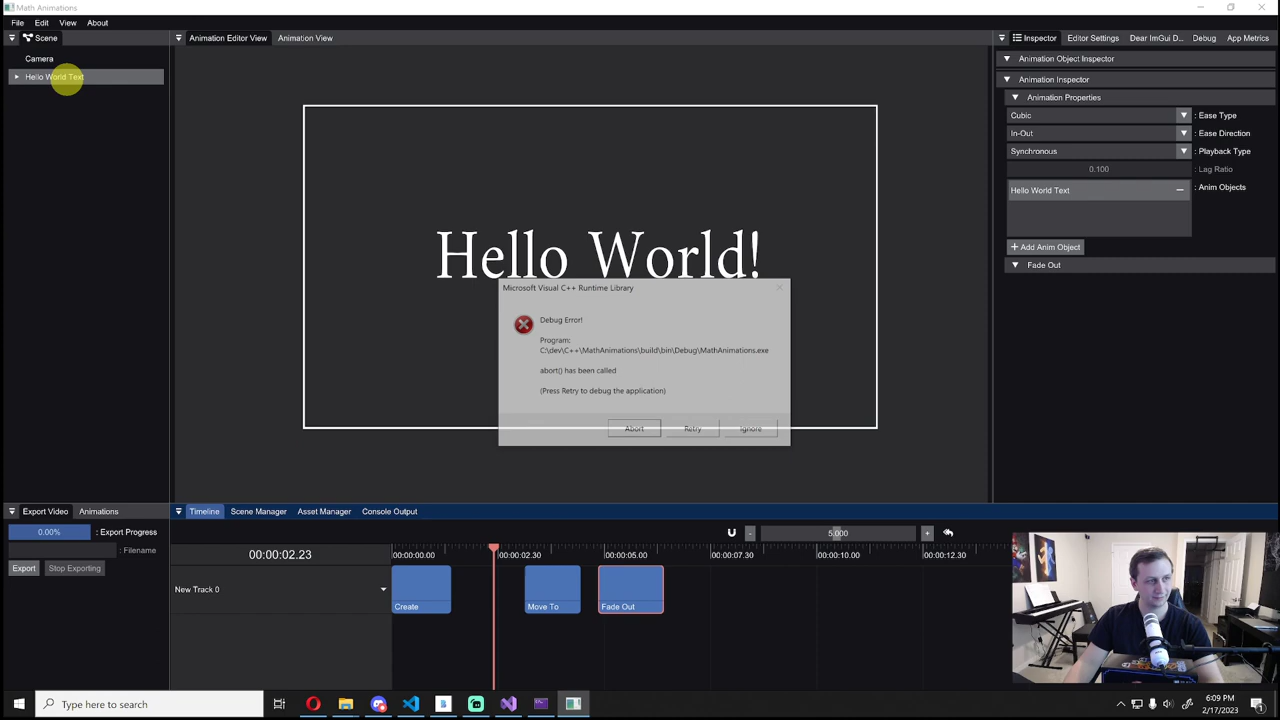 Math Animations
File Edit View About
Scene
Camera
Hello World Text
Animation Editor View Animation View
Hello World!
Microsoft Visual C++ Runtime Library
Debug Error!
Program:
C:\dev\C++\MathAnimations\build\bin\Debug\MathAnimations.exe
abort() has been called
(Press Retry to debug the application)
Abort Retry Ignore
Inspector Editor Settings Dear ImGui D... Debug App Metrics
Animation Object Inspector
Animation Inspector
Animation Properties
Cubic : Ease Type
In-Out : Ease Direction
Synchronous : Playback Type
0.100 : Lag Ratio
Hello World Text : Anim Objects
+ Add Anim Object
Fade Out
Export Video Animations
0.00% : Export Progress
: Filename
Export Stop Exporting
Timeline Scene Manager Asset Manager Console Output
- 5.000 +
00:00:02.23 00:00:00.00 00:00:02.30 00:00:05.00 00:00:07.30 00:00:10.00 00:00:12.30
New Track 0
Create Move To Fade Out
Type here to search
6:09 PM
2/17/2023